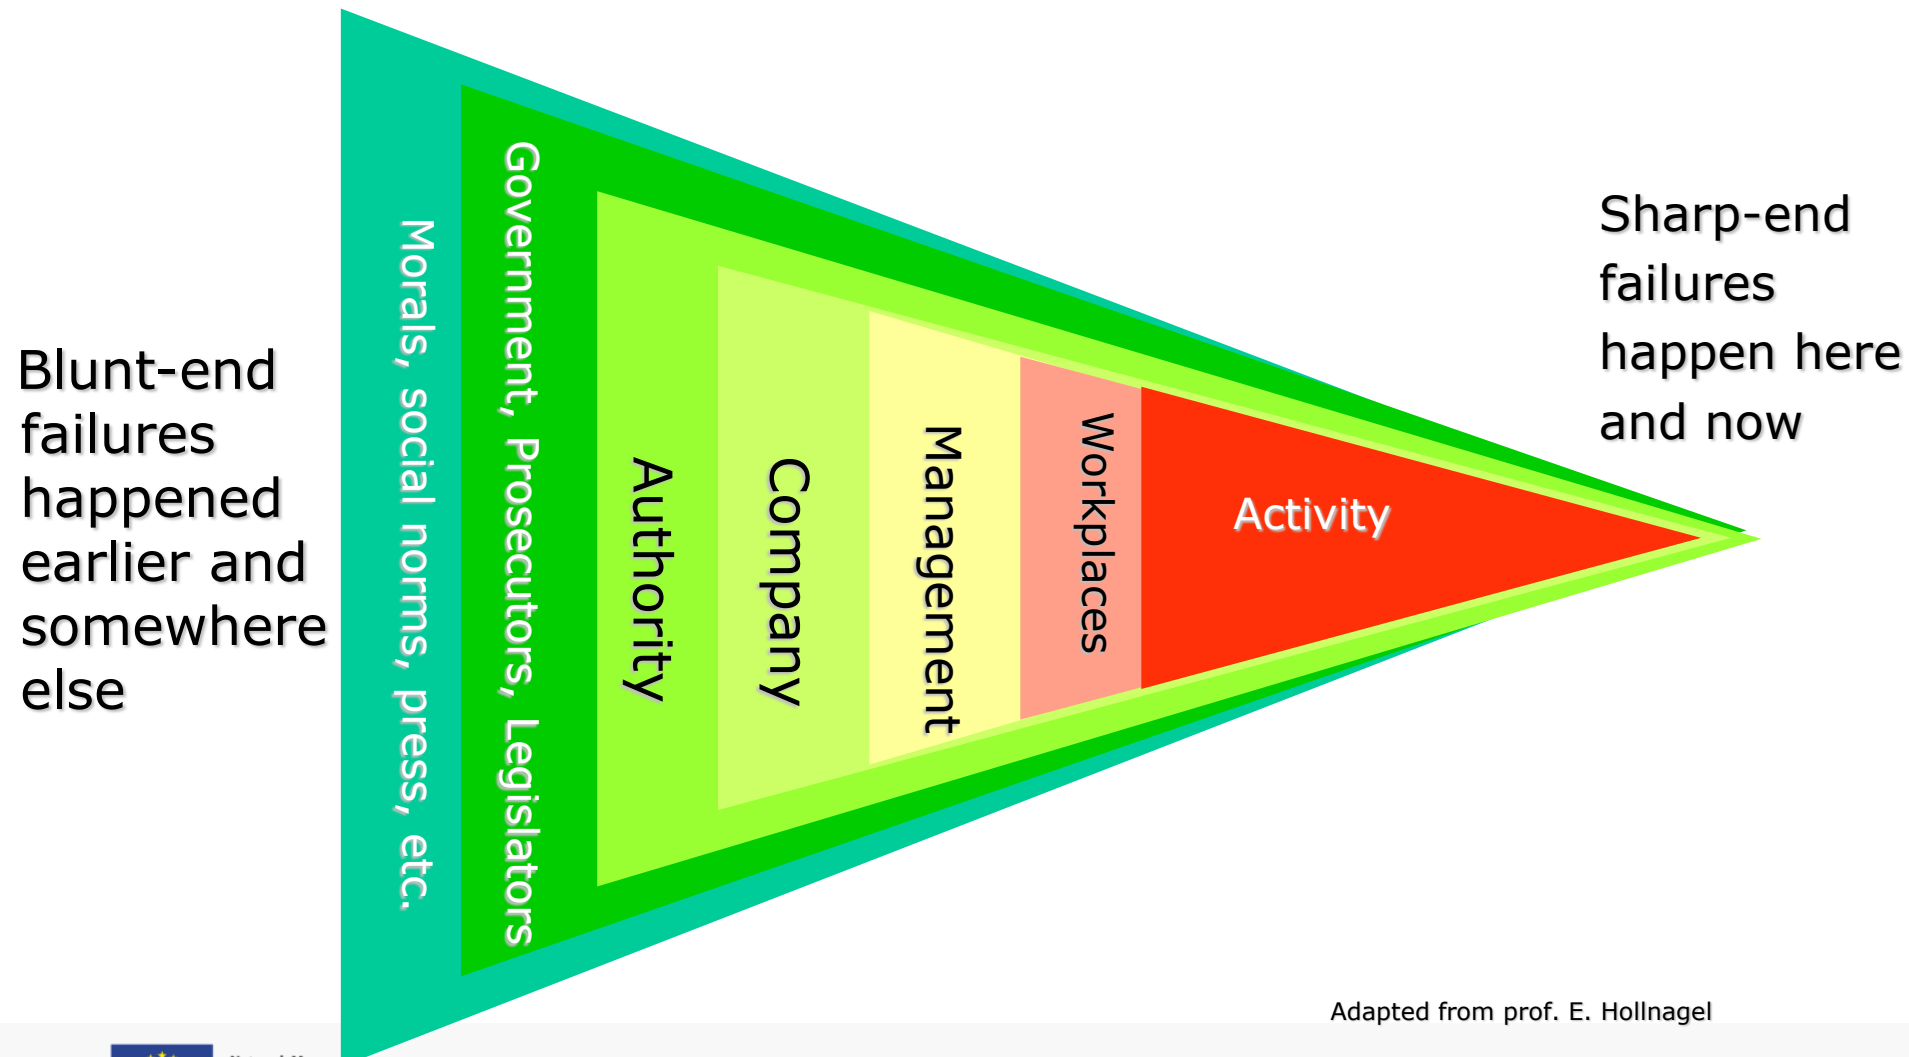 Blunt-end
failures
happened
earlier and
somewhere
else
Morals, social norms, press, etc.
Government, Prosecutors, Legislators
Authority
Company
Management
Workplaces
Activity
Sharp-end
failures
happen here
and now
Adapted from prof. E. Hollnagel